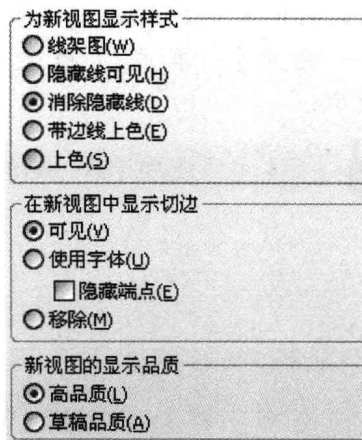 为新视图显示样式
线架图(W)
隐藏线可见(H)
消除隐藏线(D)
带边线上色(E)
上色(S)
在新视图中显示切边
可见(V)
使用字体(U)
隐藏端点(E)
移除(M)
新视图的显示品质
高品质(L)
草稿品质(A)